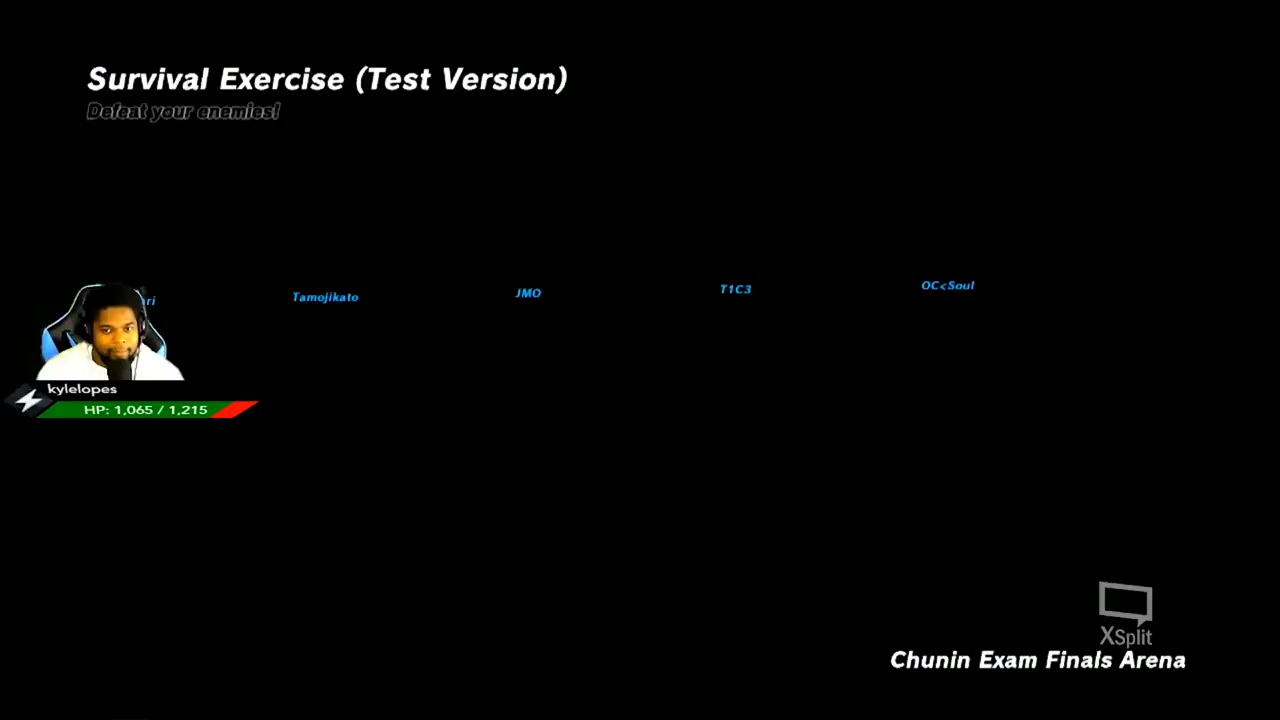 Survival Exercise (Test Version)
Defeat your enemies!
ri
Tamojikato
JMO
T1C3
OC<Soul
kylelopes
HP: 1,065 / 1,215
XSplit
Chunin Exam Finals Arena